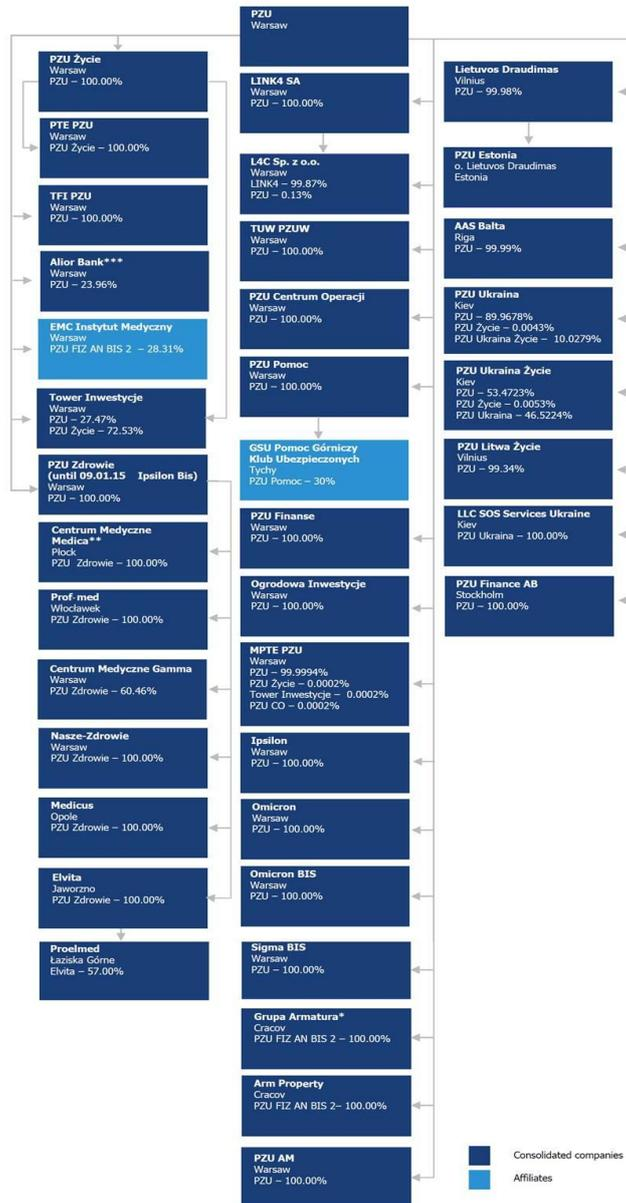 PZU
Warsaw
PZU Życie
Warsaw
PZU – 100.00%
PTE PZU
Warsaw
PZU Życie – 100.00%
TFI PZU
Warsaw
PZU – 100.00%
Alior Bank***
Warsaw
PZU – 23.96%
EMC Instytut Medyczny
Warsaw
PZU FIZ AN BIS 2 – 28.31%
Tower Inwestycje
Warsaw
PZU – 27.47%
PZU Życie – 72.53%
PZU Zdrowie
(until 09.01.15 Ipsilon Bis)
Warsaw
PZU – 100.00%
Centrum Medyczne
Medica**
Płock
PZU Zdrowie – 100.00%
Prof-med
Włocławek
PZU Zdrowie – 100.00%
Centrum Medyczne Gamma
Warsaw
PZU Zdrowie – 60.46%
Nasze-Zdrowie
Warsaw
PZU Zdrowie – 100.00%
Medicus
Opole
PZU Zdrowie – 100.00%
Elvita
Jaworzno
PZU Zdrowie – 100.00%
Proelmed
Łaziska Górne
Elvita – 57.00%
LINK4 SA
Warsaw
PZU – 100.00%
L4C Sp. z o.o.
Warsaw
LINK4 – 99.87%
PZU – 0.13%
TUW PZUW
Warsaw
PZU – 100.00%
PZU Centrum Operacji
Warsaw
PZU – 100.00%
PZU Pomoc
Warsaw
PZU – 100.00%
GSU Pomoc Górniczy
Klub Ubezpieczonych
Tychy
PZU Pomoc – 30%
PZU Finanse
Warsaw
PZU – 100.00%
Ogrodowa Inwestycje
Warsaw
PZU – 100.00%
MPTE PZU
Warsaw
PZU – 99.9994%
PZU Życie – 0.0002%
Tower Inwestycje – 0.0002%
PZU CO – 0.0002%
Ipsilon
Warsaw
PZU – 100.00%
Omicron
Warsaw
PZU – 100.00%
Omicron BIS
Warsaw
PZU – 100.00%
Sigma BIS
Warsaw
PZU – 100.00%
Grupa Armatura*
Cracov
PZU FIZ AN BIS 2 – 100.00%
Arm Property
Cracov
PZU FIZ AN BIS 2– 100.00%
PZU AM
Warsaw
PZU – 100.00%
Lietuvos Draudimas
Vilnius
PZU – 99.98%
PZU Estonia
o. Lietuvos Draudimas
Estonia
AAS Balta
Riga
PZU – 99.99%
PZU Ukraina
Kiev
PZU – 89.9678%
PZU Życie – 0.0043%
PZU Ukraina Życie – 10.0279%
PZU Ukraina Życie
Kiev
PZU – 53.4723%
PZU Życie – 0.0053%
PZU Ukraina – 46.5224%
PZU Litwa Życie
Vilnius
PZU – 99.34%
LLC SOS Services Ukraine
Kiev
PZU Ukraina – 100.00%
PZU Finance AB
Stockholm
PZU – 100.00%
Consolidated companies
Affiliates